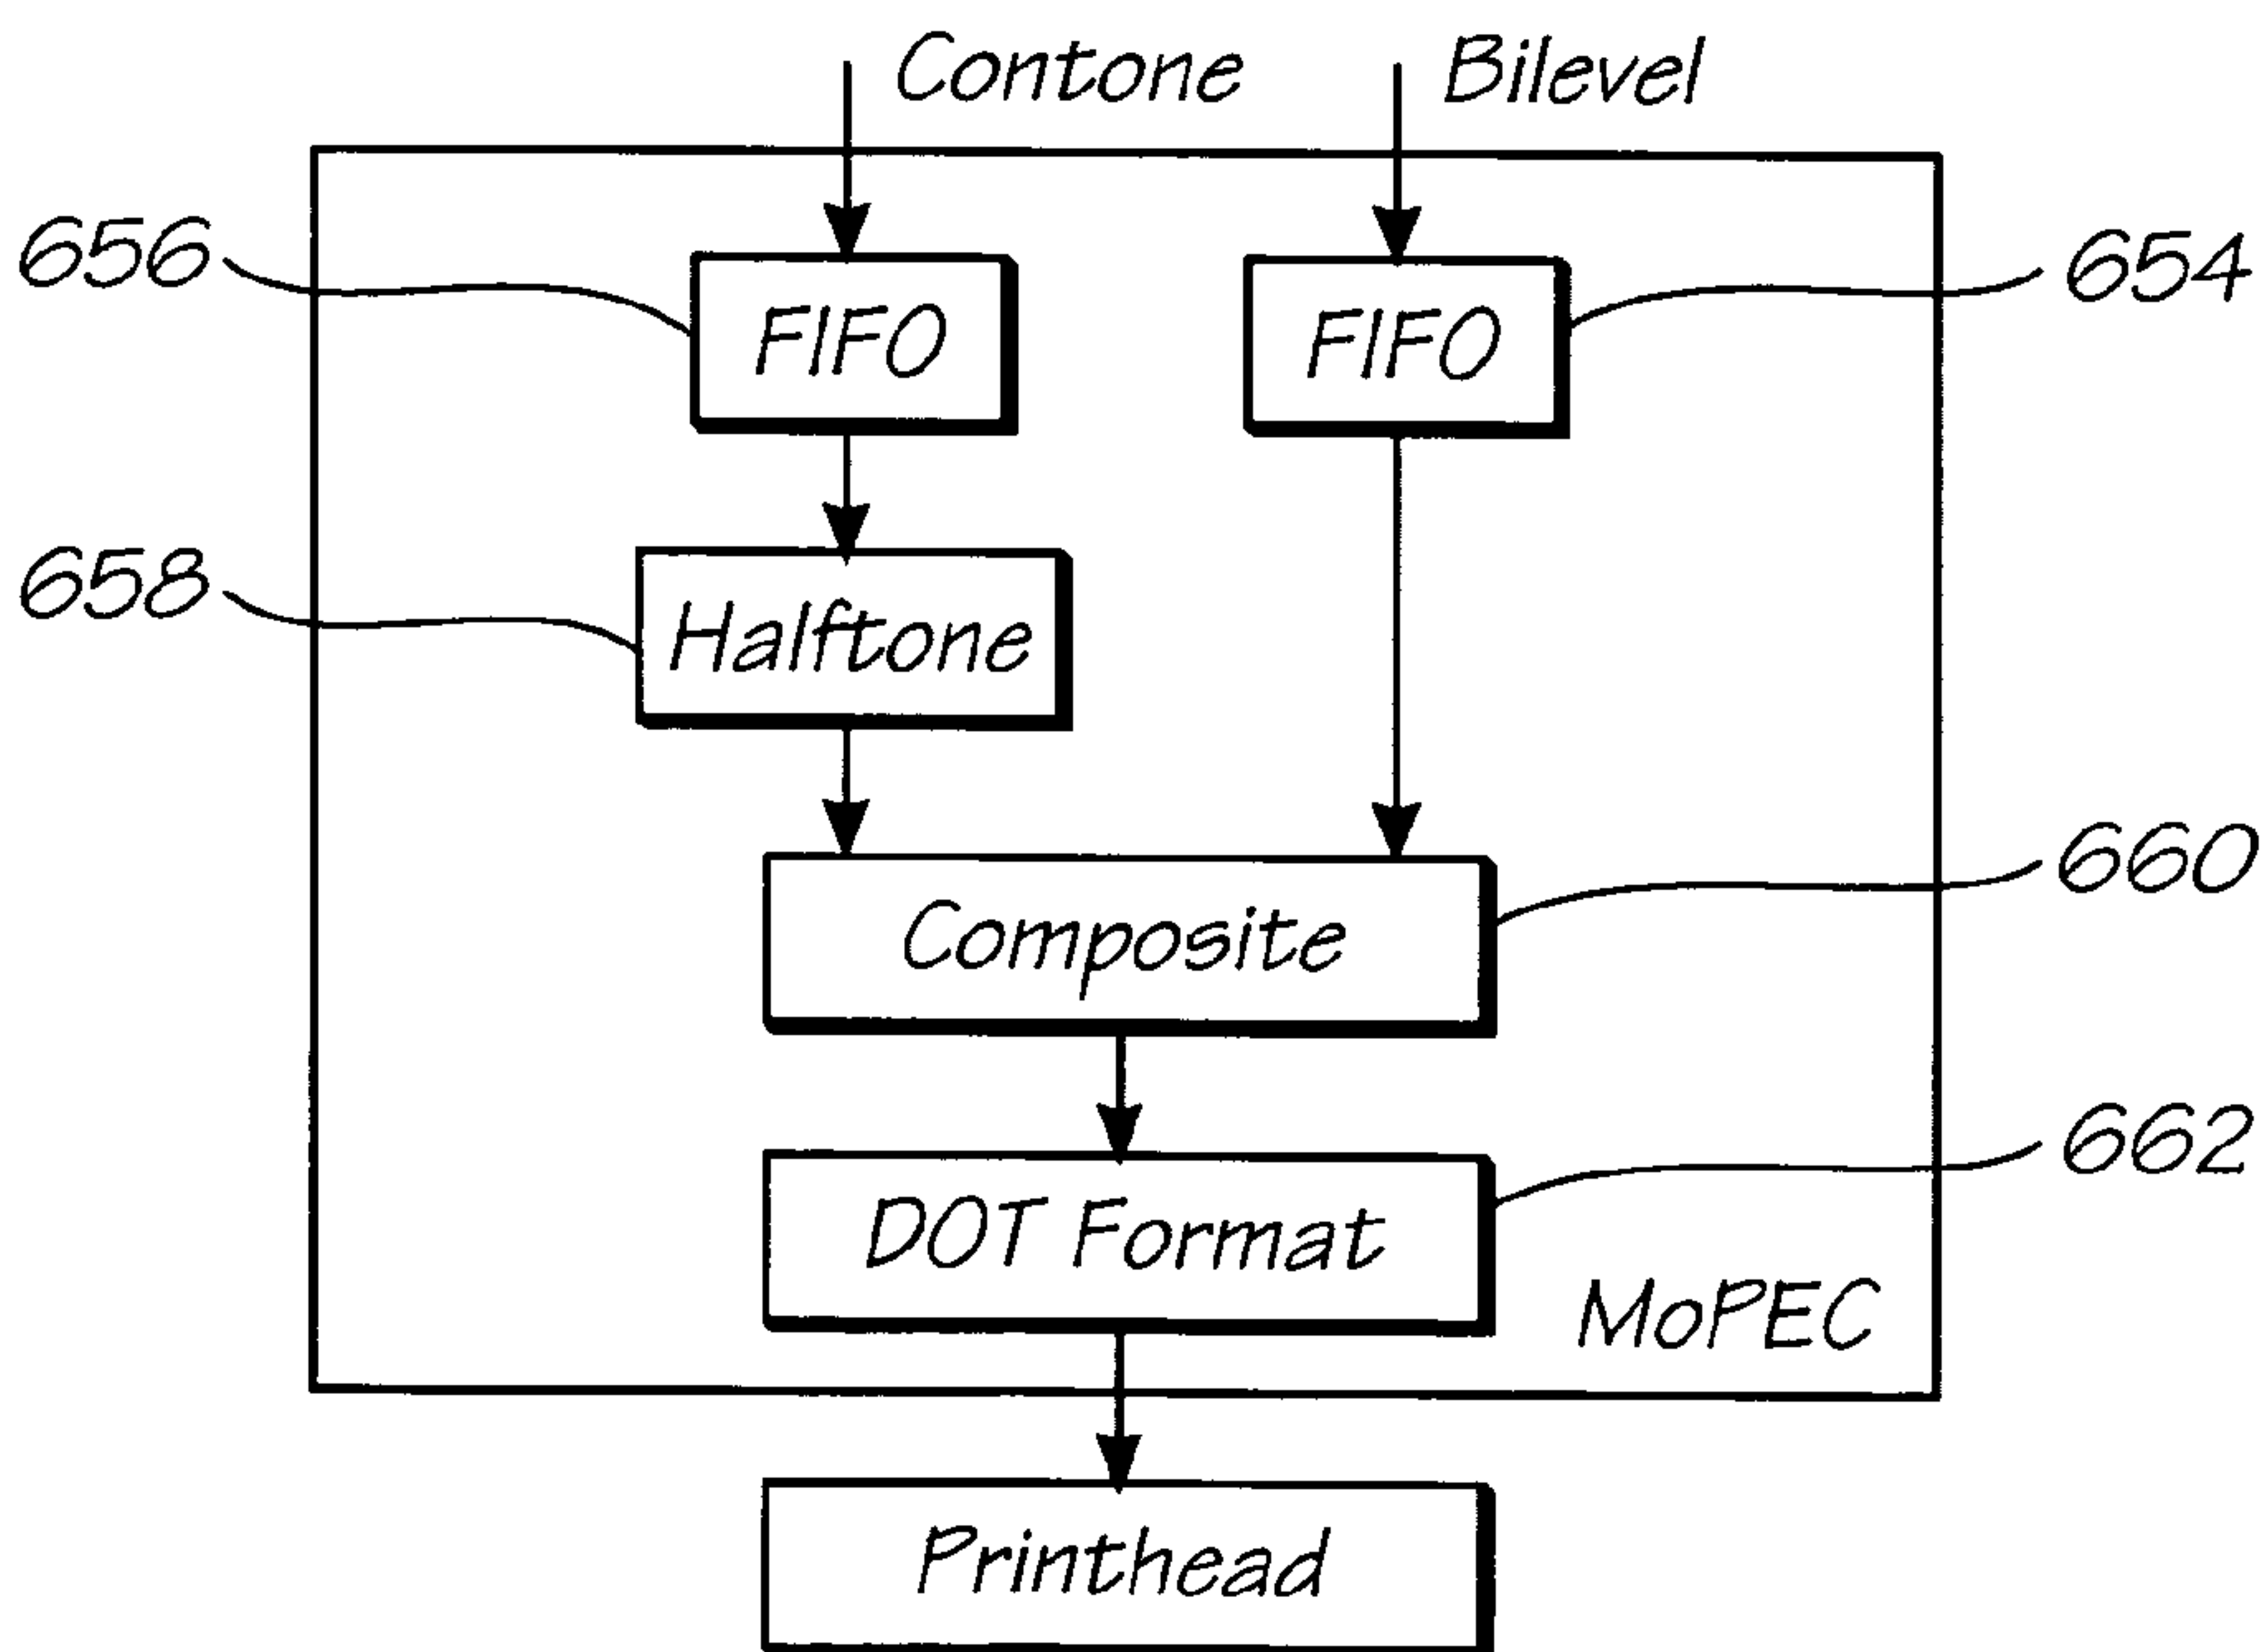 Contone
Bilevel
656
FIFO
FIFO
654
658
Halftone
660
Composite
662
DOT Format
MoPEC
Printhead